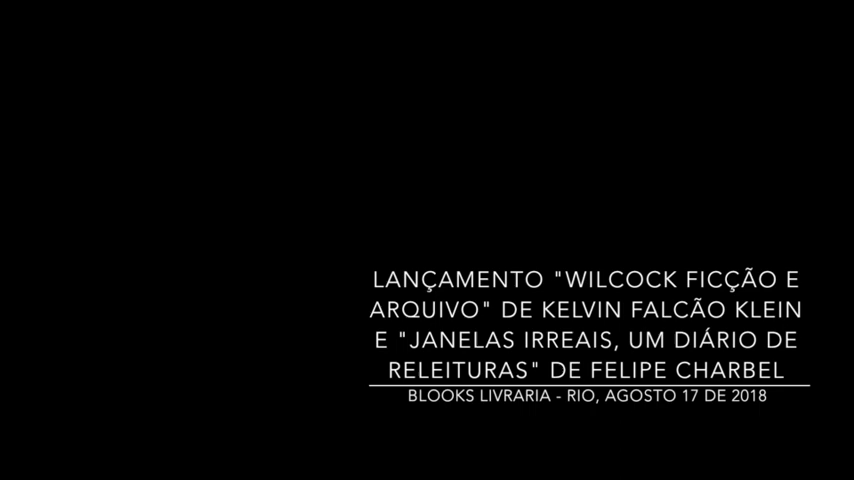 LANÇAMENTO "WILCOCK FICÇÃO E
ARQUIVO" DE KELVIN FALCÃO KLEIN
E "JANELAS IRREAIS, UM DIÁRIO DE
RELEITURAS" DE FELIPE CHARBEL
BLOOKS LIVRARIA - RIO, AGOSTO 17 DE 2018